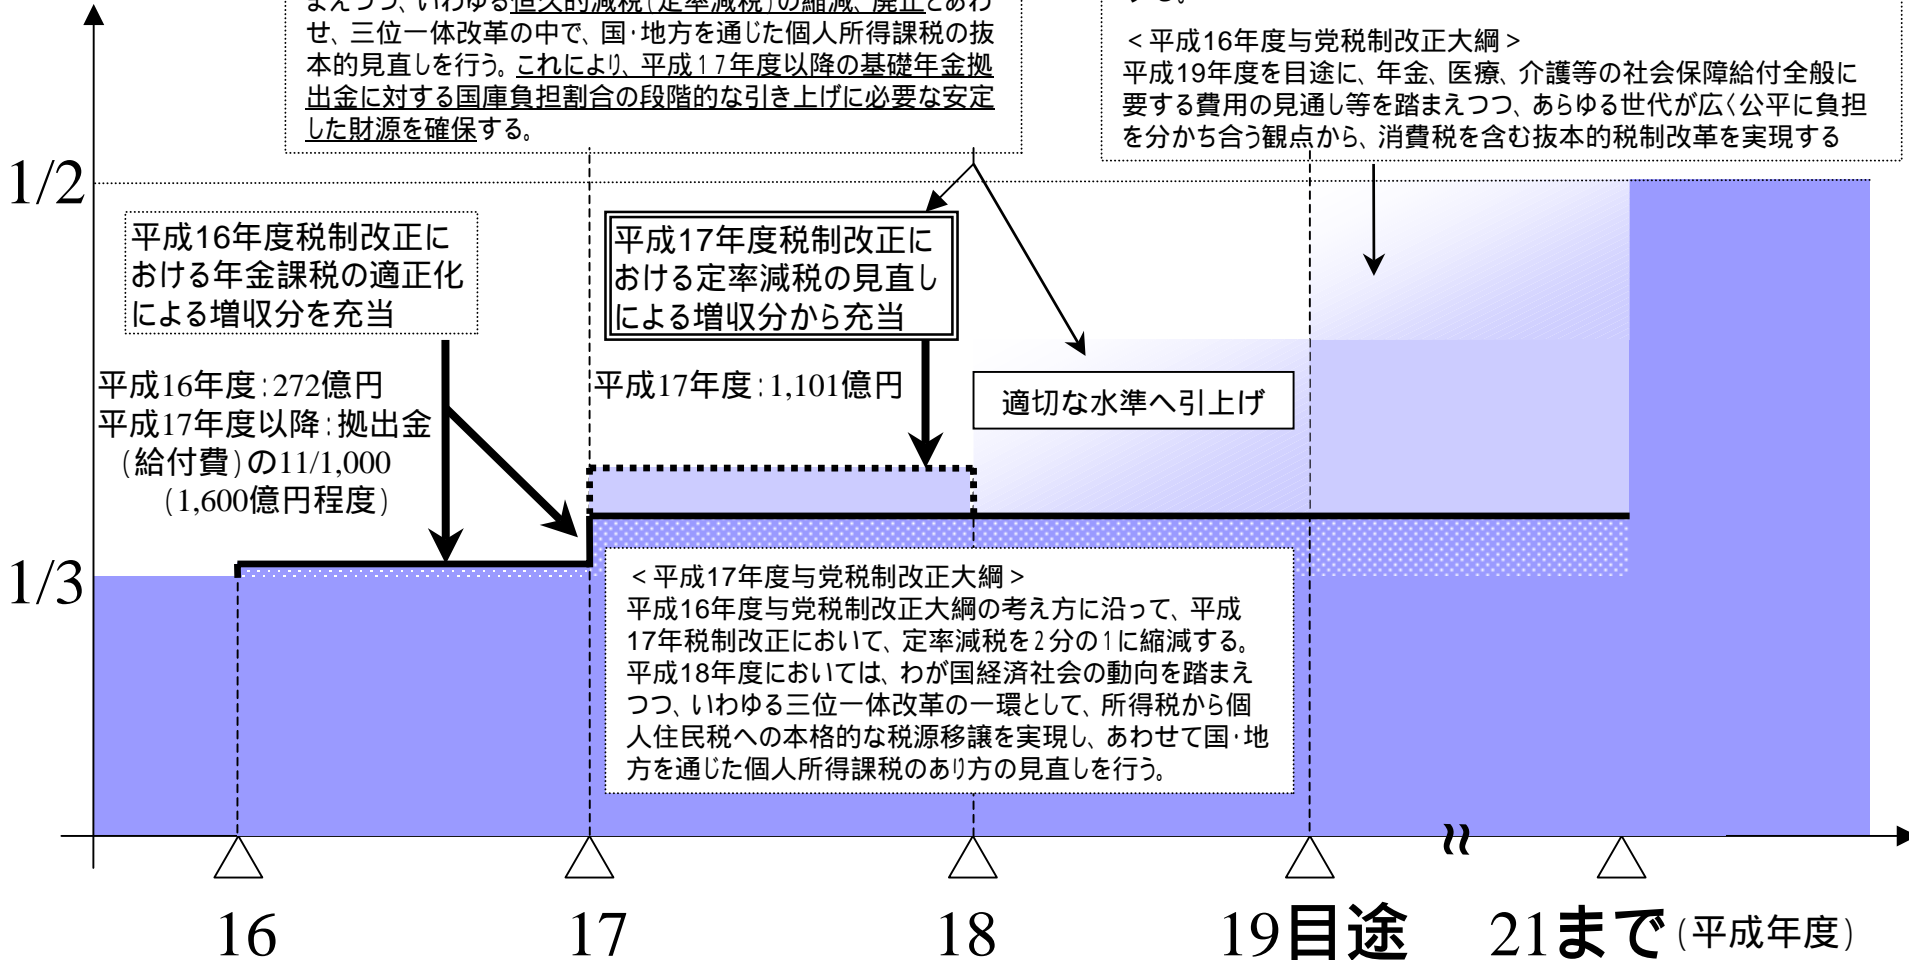 まえつつ、いわゆる恒久的減税(定率減税)の縮減、廃止とあわ
せ、三位一体改革の中で、国・地方を通じた個人所得課税の抜
本的見直しを行う。これにより、平成17年度以降の基礎年金拠
出金に対する国庫負担割合の段階的な引き上げに必要な安定
した財源を確保する。
する。
<平成16年度与党税制改正大綱>
平成19年度を目途に、年金、医療、介護等の社会保障給付全般に
要する費用の見通し等を踏まえつつ、あらゆる世代が広く公平に負担
を分かち合う観点から、消費税を含む抜本的税制改革を実現する
1/2
平成16年度税制改正に
おける年金課税の適正化
による増収分を充当
平成17年度税制改正に
おける定率減税の見直し
による増収分から充当
平成16年度:272億円
平成17年度以降:拠出金
(給付費)の11/1,000
(1,600億円程度)
平成17年度:1,101億円
適切な水準へ引上げ
1/3
<平成17年度与党税制改正大綱>
平成16年度与党税制改正大綱の考え方に沿って、平成
17年税制改正において、定率減税を2分の1に縮減する。
平成18年度においては、わが国経済社会の動向を踏まえ
つつ、いわゆる三位一体改革の一環として、所得税から個
人住民税への本格的な税源移譲を実現し、あわせて国・地
方を通じた個人所得課税のあり方の見直しを行う。
16
17
18
19目途
21まで(平成年度)